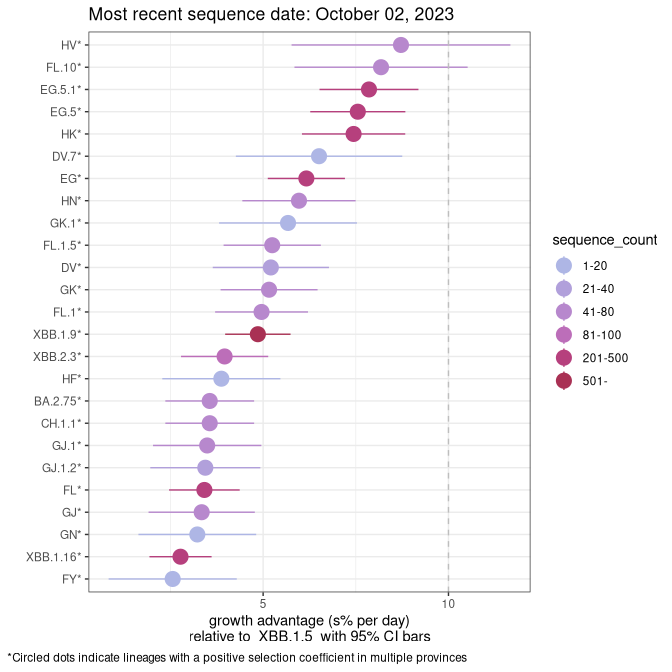 Most recent sequence date: October 02, 2023
HV*
FL.10*
EG.5.1*
EG.5*
HK*
DV.7*
EG*
HN*
GK.1*
FL.1.5*
DV*
GK*
FL.1*
XBB.1.9*
XBB.2.3*
HF*
BA.2.75*
CH.1.1*
GJ.1*
GJ.1.2*
FL*
GJ*
GN*
XBB.1.16*
FY*
5 10
growth advantage (s% per day)
relative to XBB.1.5 with 95% CI bars
sequence_count
1-20
21-40
41-80
81-100
201-500
501-
*Circled dots indicate lineages with a positive selection coefficient in multiple provinces